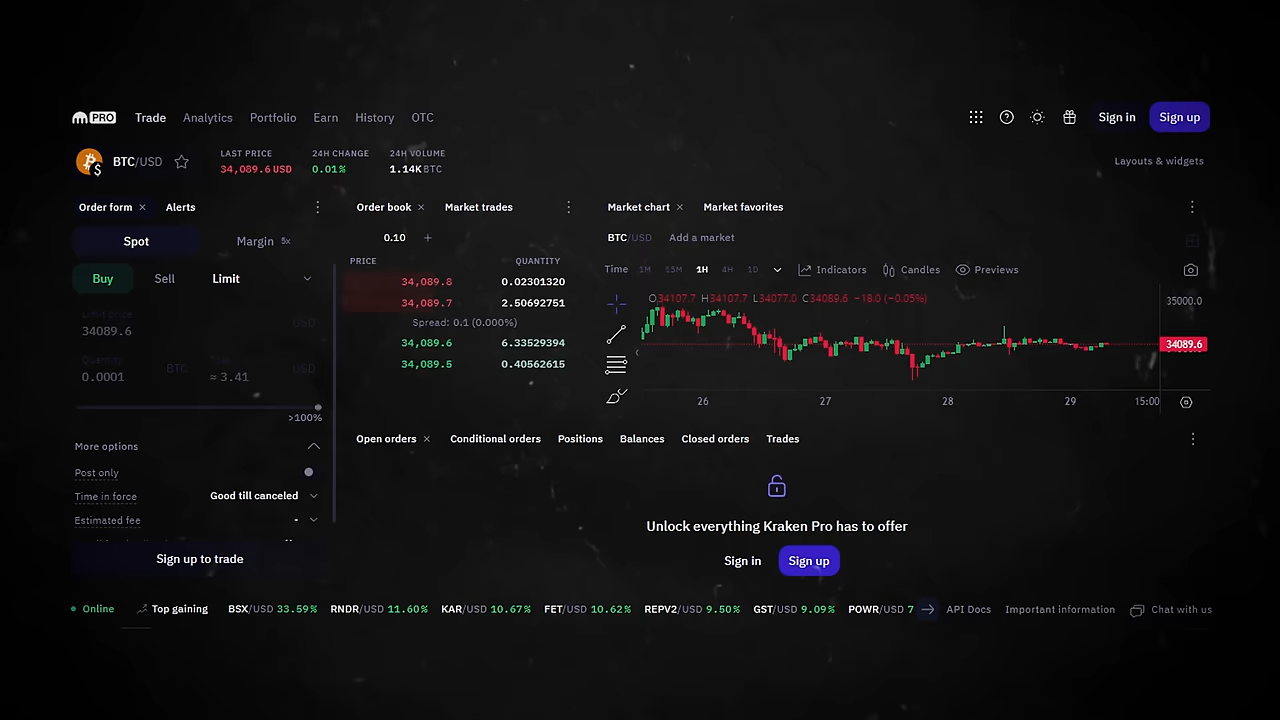 PRO Trade Analytics Portfolio Earn History OTC Sign in Sign up
BTC/USD
LAST PRICE 24H CHANGE 24H VOLUME
34,089.6 USD 0.01% 1.14K BTC
Layouts & widgets
Order form × Alerts
Spot Margin 5x
Buy Sell Limit
Limit price
34089.6 USD
Quantity
0.0001 BTC ≈ 3.41 USD
>100%
More options
Post only
Time in force Good till canceled
Estimated fee -
Sign up to trade
Order book × Market trades
0.10 +
PRICE QUANTITY
34,089.8 0.02301320
34,089.7 2.50692751
Spread: 0.1 (0.000%)
34,089.6 6.33529394
34,089.5 0.40562615
Market chart × Market favorites
BTC/USD Add a market
Time 1M 15M 1H 4H 1D Indicators Candles Previews
O34107.7 H34107.7 L34077.0 C34089.6 −18.0 (−0.05%)
35000.0
34089.6
26 27 28 29 15:00
Open orders × Conditional orders Positions Balances Closed orders Trades
Unlock everything Kraken Pro has to offer
Sign in Sign up
Online Top gaining BSX/USD 33.59% RNDR/USD 11.60% KAR/USD 10.67% FET/USD 10.62% REPV2/USD 9.50% GST/USD 9.09% POWR/USD 7 API Docs Important information Chat with us